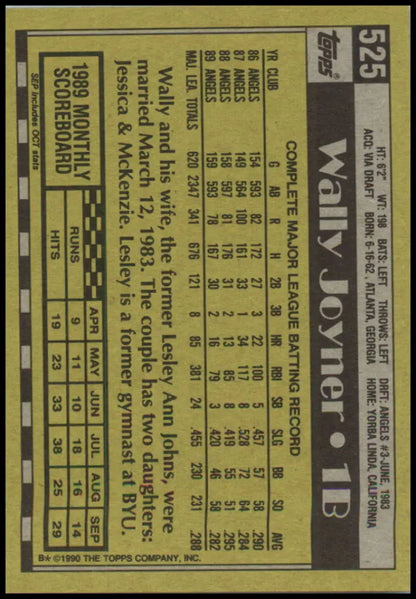 525
topps®
HT: 6'2" WT: 198 BATS: LEFT THROWS: LEFT DRFT: ANGELS #3-JUNE, 1983
ACQ: VIA DRAFT BORN: 6-16-62, ATLANTA, GEORGIA HOME: YORBA LINDA, CALIFORNIA
Wally Joyner • 1B
COMPLETE MAJOR LEAGUE BATTING RECORD
YR CLUB G AB R H 2B 3B HR RBI SB SLG BB SO AVG
86 ANGELS 154 593 82 172 27 3 22 100 5 .457 57 58 .290
87 ANGELS 149 564 100 161 33 1 34 117 8 .528 72 64 .285
88 ANGELS 158 597 81 176 31 2 13 85 8 .419 55 51 .295
89 ANGELS 159 593 78 167 30 2 16 79 3 .420 46 58 .282
MAJ. LEA. TOTALS 620 2347 341 676 121 8 85 381 24 .455 230 231 .288
Wally and his wife, the former Lesley Ann Johns, were
married March 12, 1983. The couple has two daughters:
Jessica & McKenzie. Lesley is a former gymnast at BYU.
1989 MONTHLY
SCOREBOARD
APR MAY JUN JUL AUG SEP
RUNS 9 11 10 18 16 14
HITS 19 23 33 38 25 29
SEP Includes OCT stats
B* ©1990 THE TOPPS COMPANY, INC.